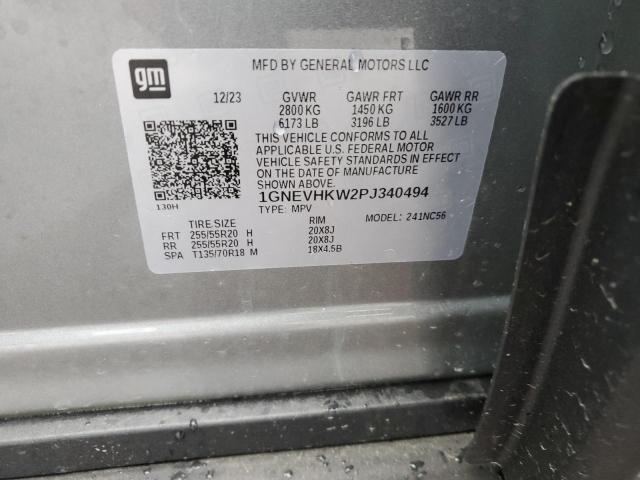 gm
MFD BY GENERAL MOTORS LLC
12/23 GVWR GAWR FRT GAWR RR
2800 KG 1450 KG 1600 KG
6173 LB 3196 LB 3527 LB
THIS VEHICLE CONFORMS TO ALL
APPLICABLE U.S. FEDERAL MOTOR
VEHICLE SAFETY STANDARDS IN EFFECT
ON THE DATE OF MANUFACTURE
SHOWN ABOVE.
130H
1GNEVHKW2PJ340494
TYPE: MPV MODEL: 241NC56
TIRE.SIZE RIM
FRT 255/55R20 H 20X8J
RR 255/55R20 H 20X8J
SPA T135/70R18 M 18X4.5B